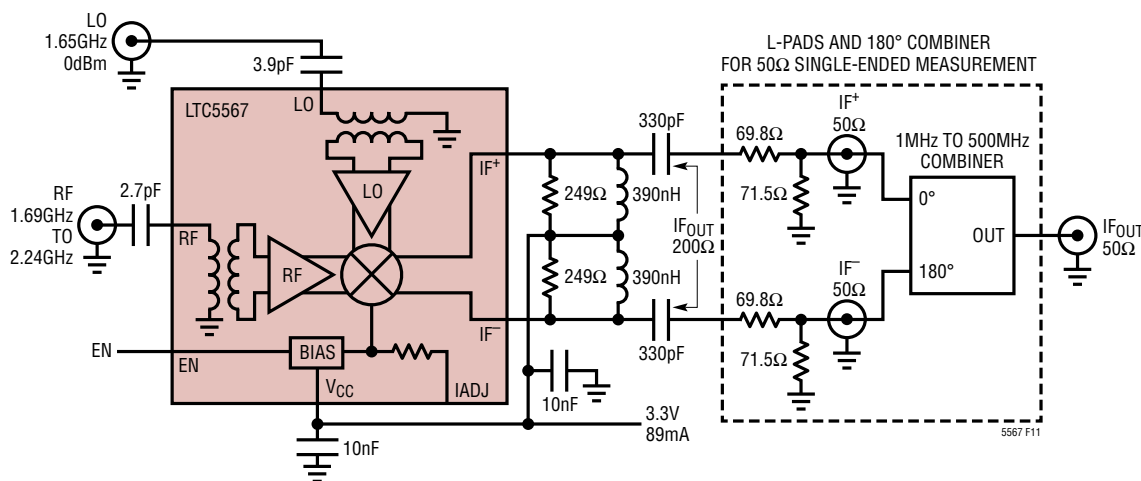 LO
1.65GHz
0dBm
3.9pF
LTC5567
LO
LO
RF
1.69GHz
TO
2.24GHz
2.7pF
RF
RF
EN
EN
BIAS
VCC
IADJ
10nF
IF+
IF–
249Ω
249Ω
390nH
390nH
330pF
330pF
IFOUT
200Ω
10nF
3.3V
89mA
L-PADS AND 180° COMBINER
FOR 50Ω SINGLE-ENDED MEASUREMENT
69.8Ω
71.5Ω
IF+
50Ω
69.8Ω
71.5Ω
IF–
50Ω
1MHz TO 500MHz
COMBINER
0°
OUT
180°
IFOUT
50Ω
5567 F11